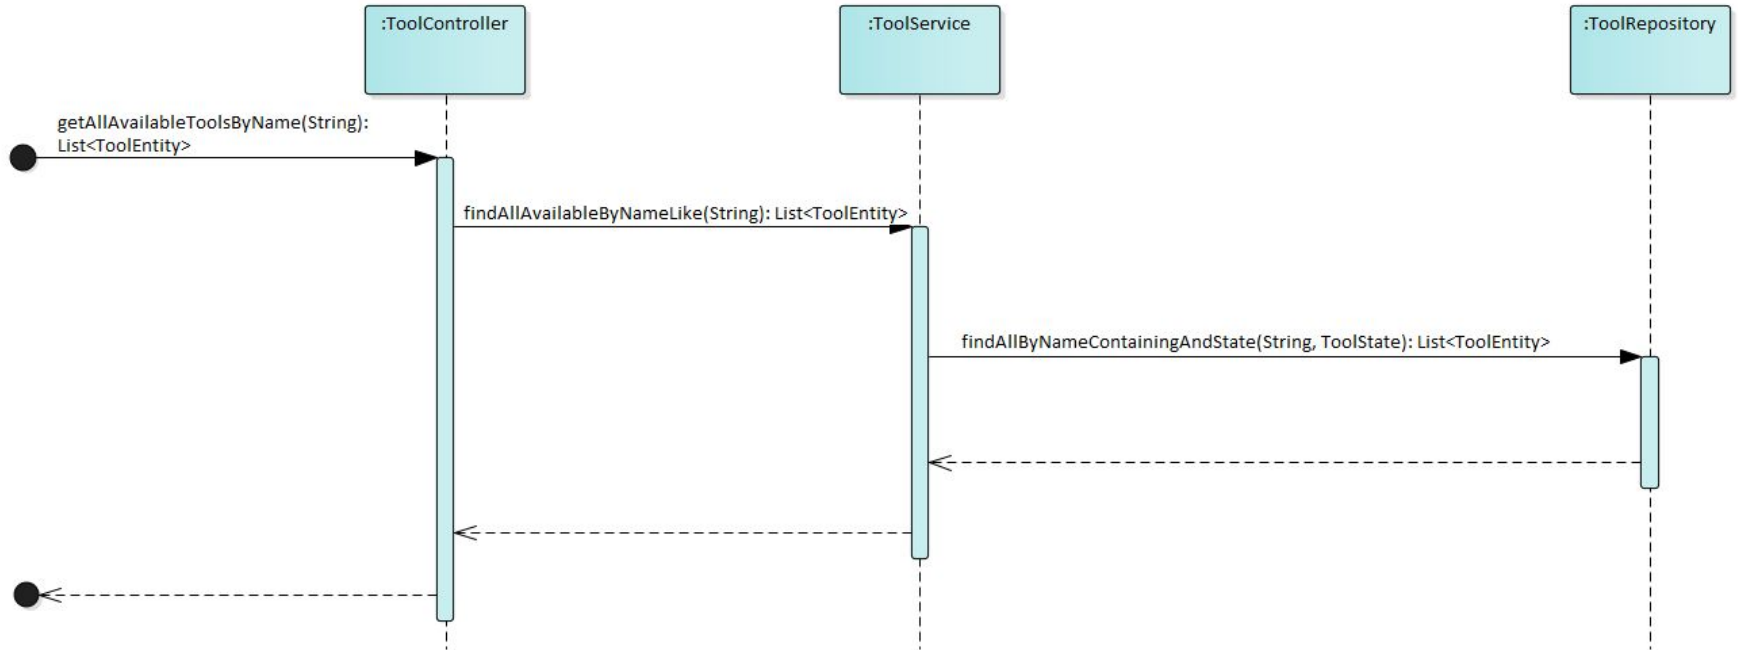 :ToolController
:ToolService
:ToolRepository
getAllAvailableToolsByName(String):
List<ToolEntity>
findAllAvailableByNameLike(String): List<ToolEntity>
findAllByNameContainingAndState(String, ToolState): List<ToolEntity>